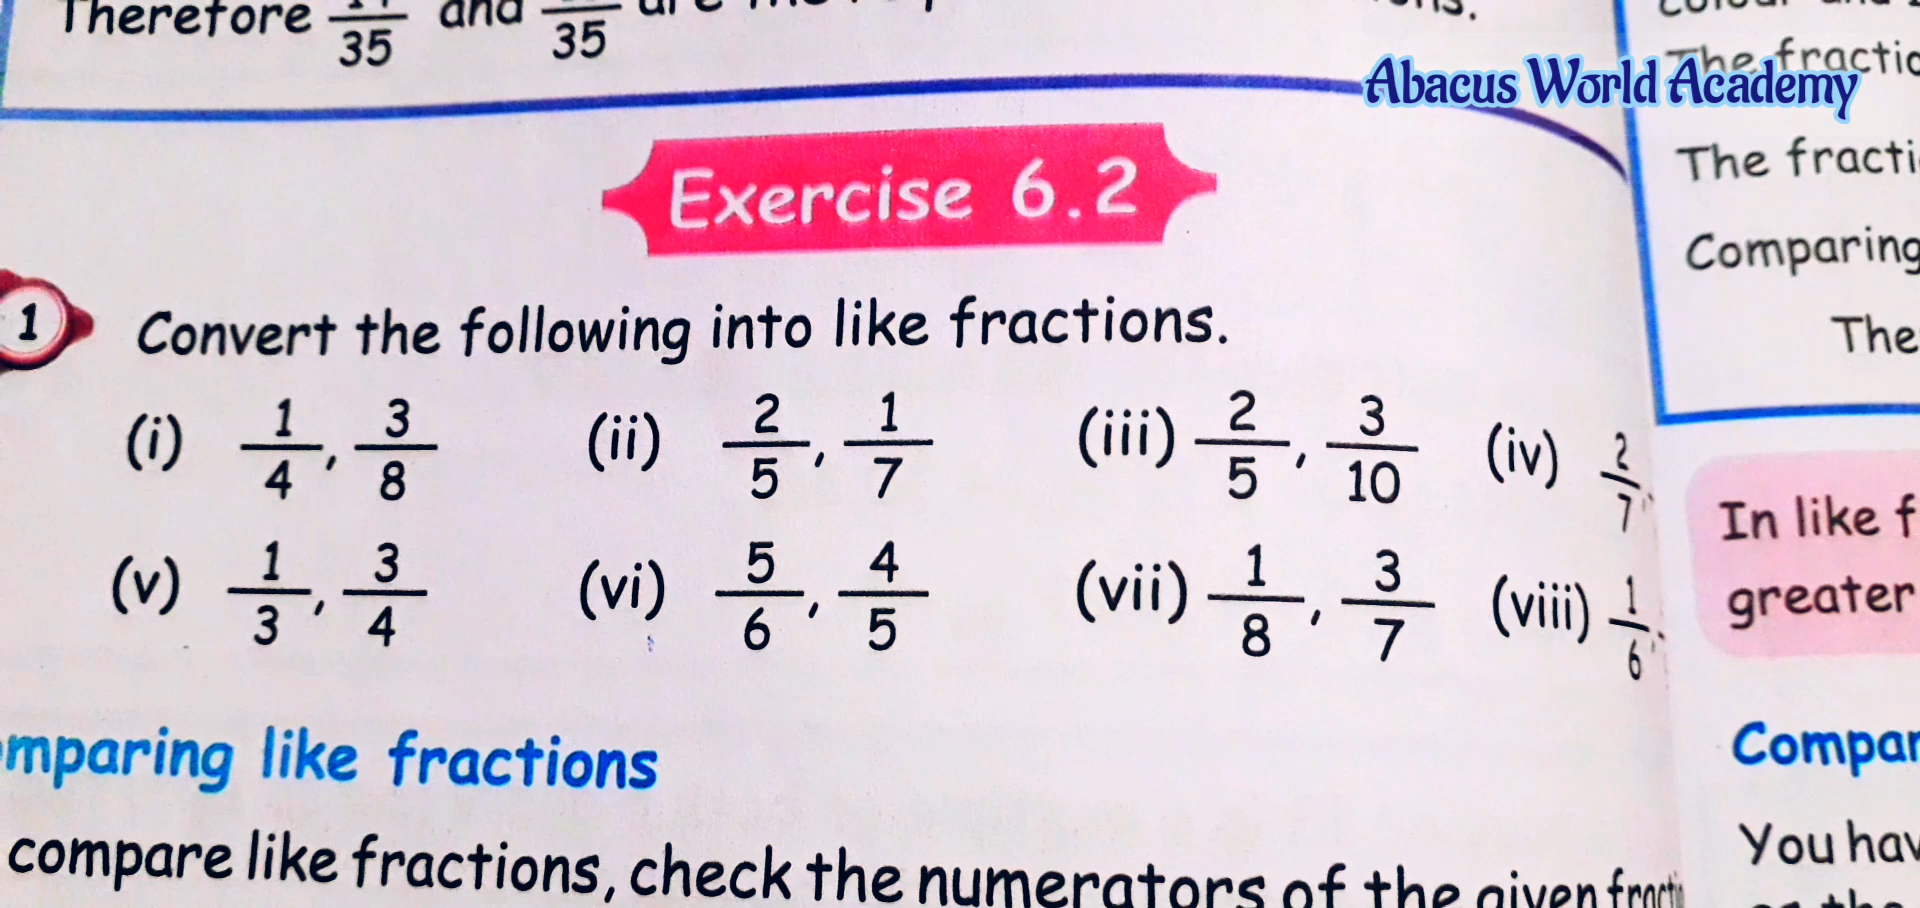 Therefore /35 and /35
Abacus World Academy
Exercise 6.2
1 Convert the following into like fractions.
(i) 1/4, 3/8 (ii) 2/5, 1/7 (iii) 2/5, 3/10 (iv) 2/7,
(v) 1/3, 3/4 (vi) 5/6, 4/5 (vii) 1/8, 3/7 (viii) 1/6,
mparing like fractions
compare like fractions, check the numerators of the given fracti
The fractio
The fracti
Comparing
The
In like f
greater
Compar
You hav